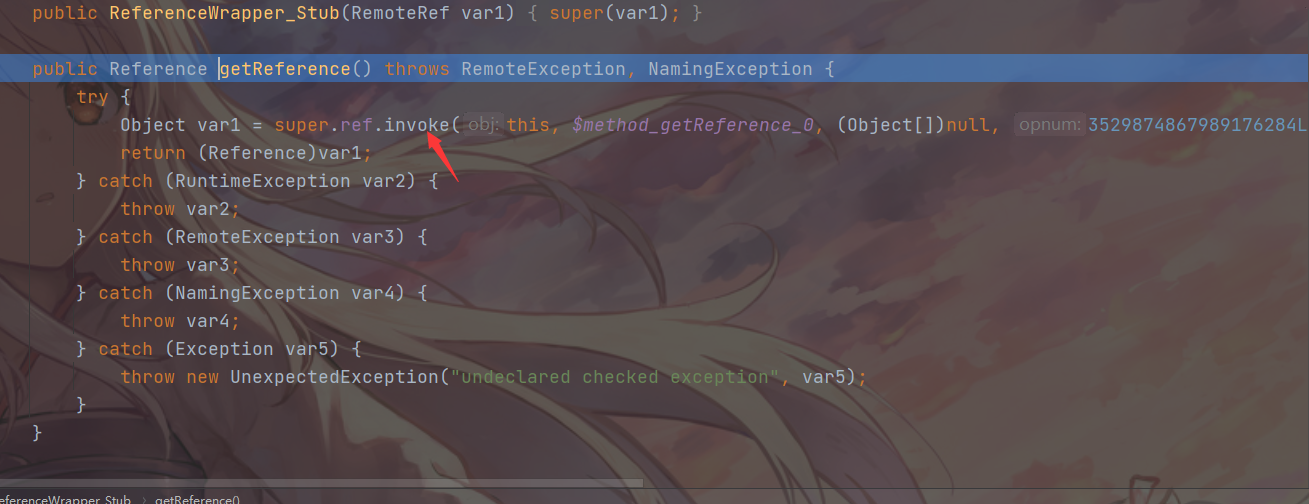 public ReferenceWrapper_Stub(RemoteRef var1) { super(var1); }
public Reference getReference() throws RemoteException, NamingException {
try {
Object var1 = super.ref.invoke( obj: this, $method_getReference_0, (Object[])null, opnum: 3529874867989176284L
return (Reference)var1;
} catch (RuntimeException var2) {
throw var2;
} catch (RemoteException var3) {
throw var3;
} catch (NamingException var4) {
throw var4;
} catch (Exception var5) {
throw new UnexpectedException("undeclared checked exception", var5);
}
}
eferenceWrapper_Stub › getReference()